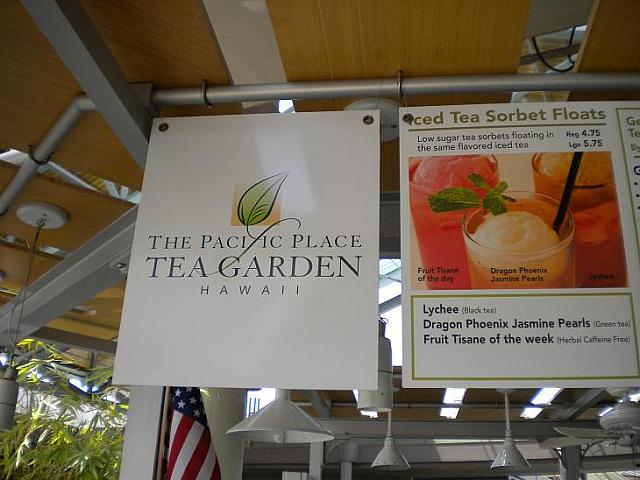 THE PACIFIC PLACE
TEA GARDEN
HAWAII
Iced Tea Sorbet Floats
Low sugar tea sorbets floating in
the same flavored iced tea
Reg 4.75
Lge 5.75
Fruit Tisane
of the day
Dragon Phoenix
Jasmine Pearls
Lychee
Lychee (Black tea)
Dragon Phoenix Jasmine Pearls (Green tea)
Fruit Tisane of the week (Herbal Caffeine Free)